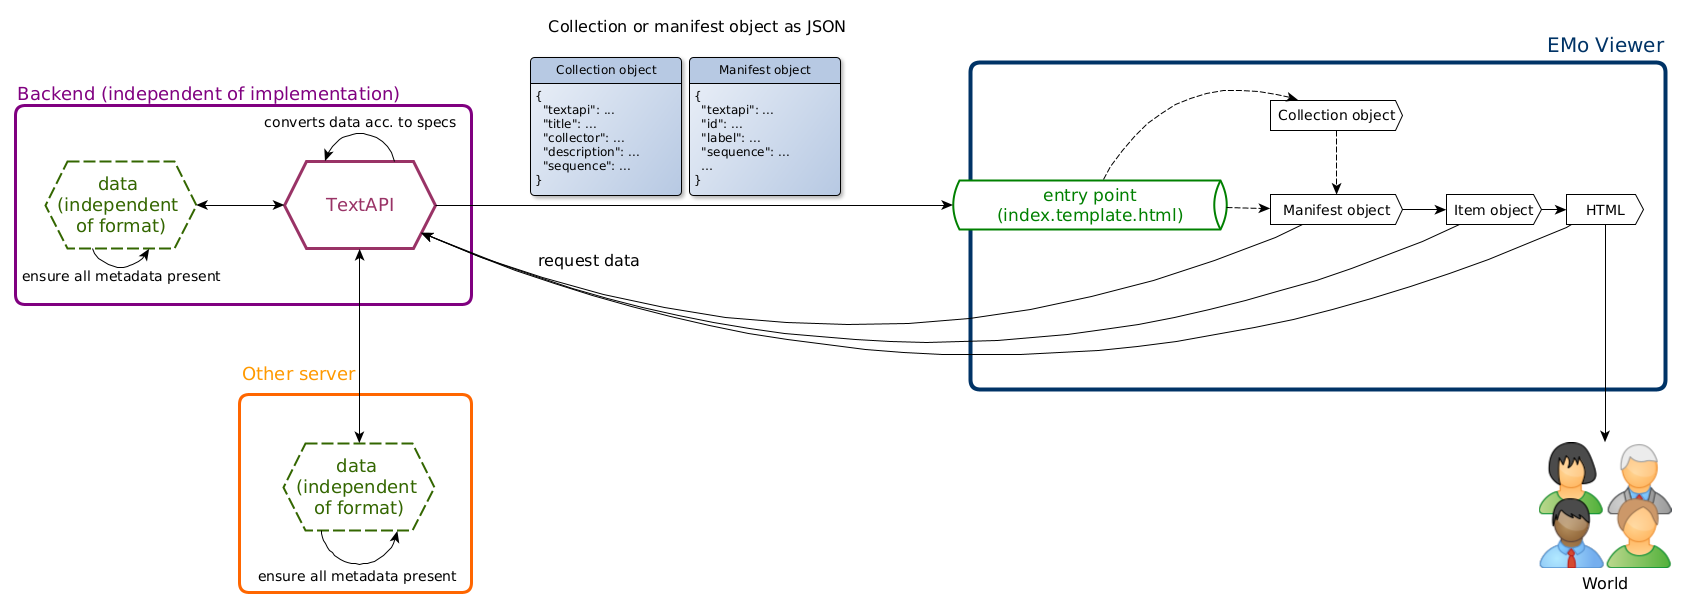 Collection or manifest object as JSON
EMo Viewer
Collection object
{
"textapi": ...
"title": ...
"collector": ...
"description": ...
"sequence": ...
}
Manifest object
{
"textapi": ...
"id": ...
"label": ...
"sequence": ...
...
}
Backend (independent of implementation)
converts data acc. to specs
data
(independent
of format)
TextAPI
ensure all metadata present
entry point
(index.template.html)
Collection object
Manifest object
Item object
HTML
request data
Other server
data
(independent
of format)
ensure all metadata present
World